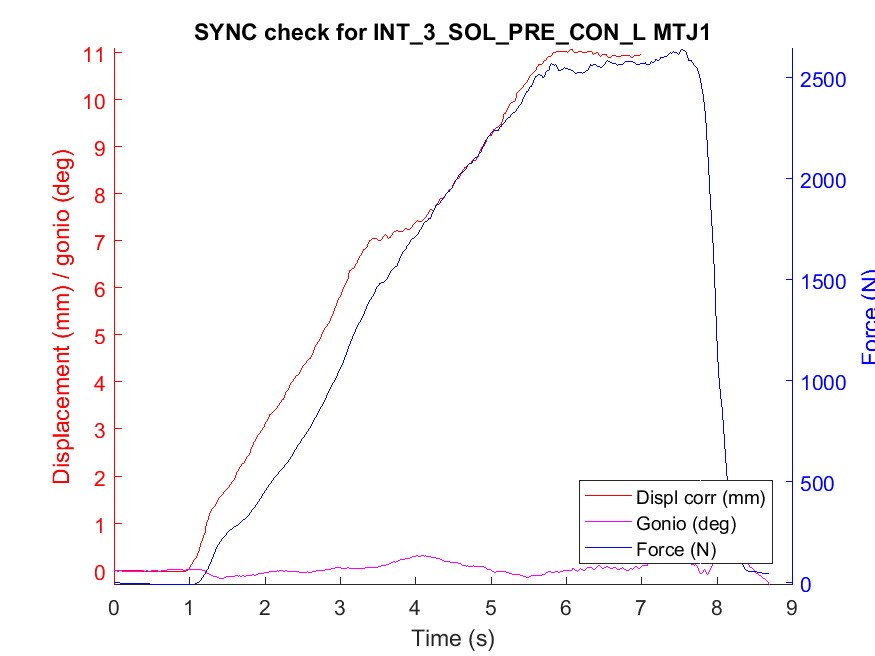 SYNC check for INT_3_SOL_PRE_CON_L MTJ1
Displacement (mm) / gonio (deg)
11
10
9
8
7
6
5
4
3
2
1
0
2500
2000
1500
1000
500
0
Force (N)
Displ corr (mm)
Gonio (deg)
Force (N)
0 1 2 3 4 5 6 7 8 9
Time (s)